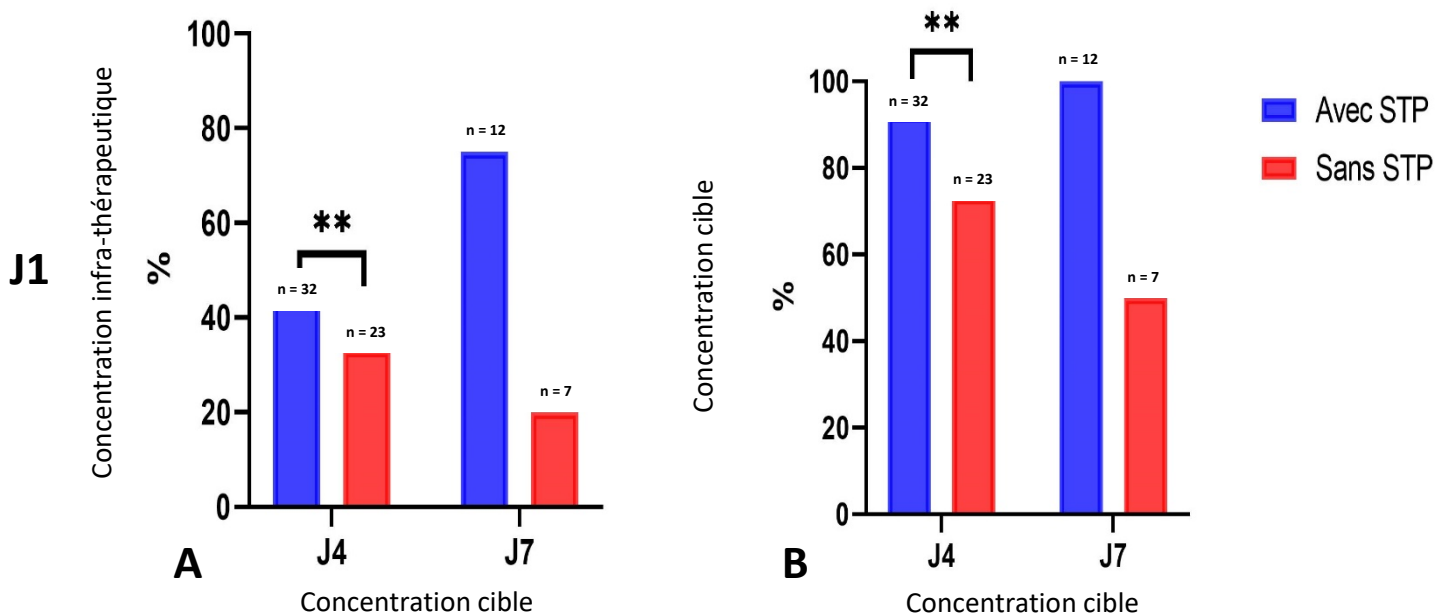 J1
Concentration infra-thérapeutique
%
100
80
60
40
20
0
n = 32
**
n = 23
n = 12
n = 7
J4
J7
A
Concentration cible
Concentration cible
%
100
80
60
40
20
0
**
n = 32
n = 23
n = 12
n = 7
J4
J7
B
Concentration cible
Avec STP
Sans STP